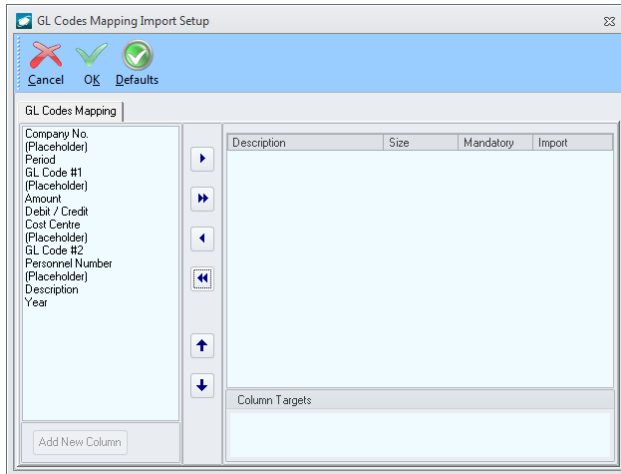 GL Codes Mapping Import Setup
Cancel OK Defaults
GL Codes Mapping
Company No.
(Placeholder)
Period
GL Code #1
(Placeholder)
Amount
Debit / Credit
Cost Centre
(Placeholder)
GL Code #2
Personnel Number
(Placeholder)
Description
Year
Add New Column
Description Size Mandatory Import
Column Targets